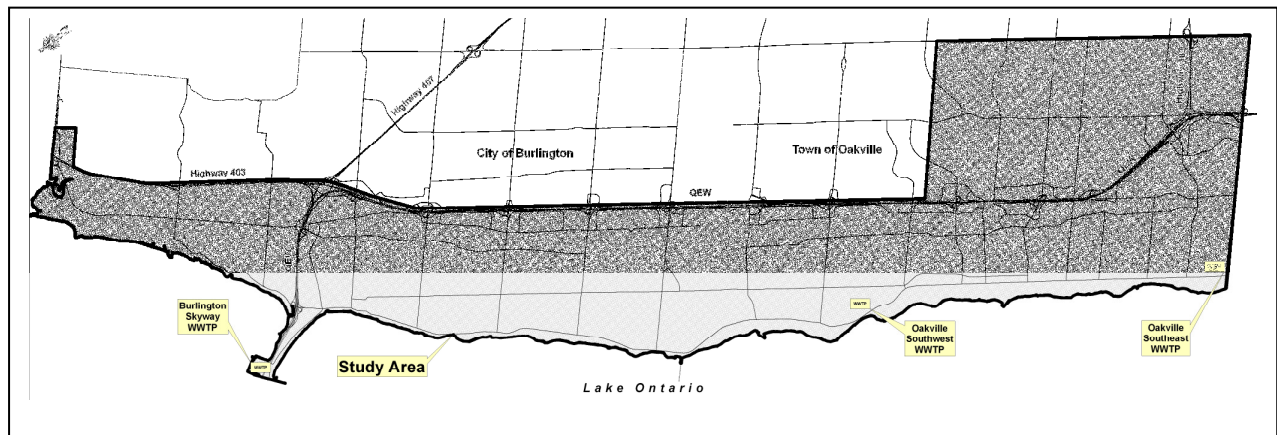 Highway 407
City of Burlington
Town of Oakville
Highway 403
QEW
Burlington
Skyway
WWTP
WWTP
Study Area
WWTP
Oakville
Southwest
WWTP
Oakville
Southeast
WWTP
Lake Ontario